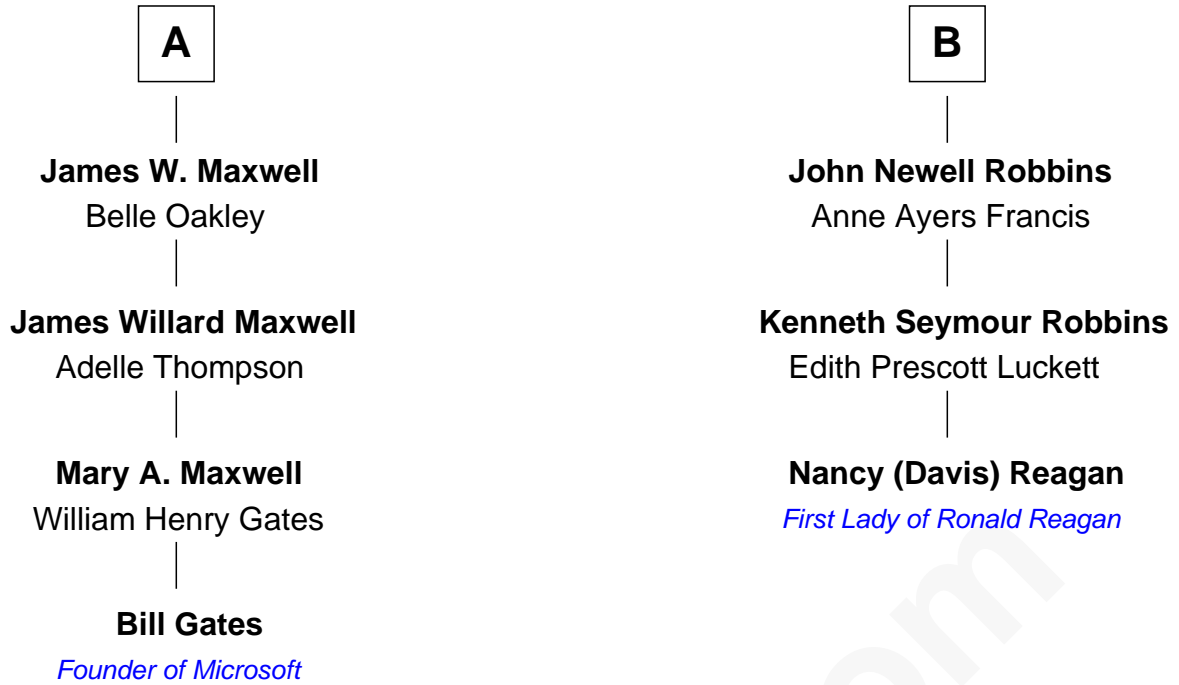 A
James W. Maxwell
Belle Oakley
James Willard Maxwell
Adelle Thompson
Mary A. Maxwell
William Henry Gates
Bill Gates
Founder of Microsoft
B
John Newell Robbins
Anne Ayers Francis
Kenneth Seymour Robbins
Edith Prescott Luckett
Nancy (Davis) Reagan
First Lady of Ronald Reagan
om